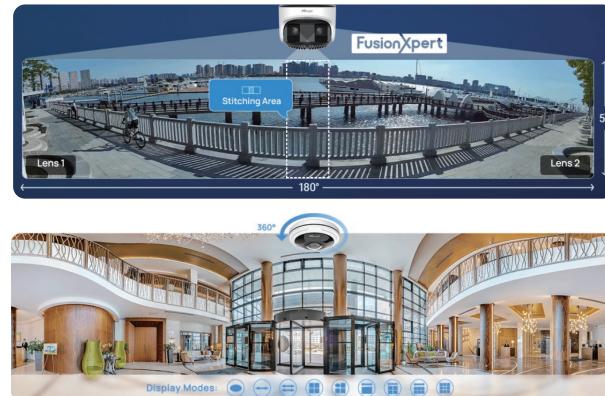 FusionXpert
Stitching Area
Lens 1
Lens 2
180°
360°
Display Modes: